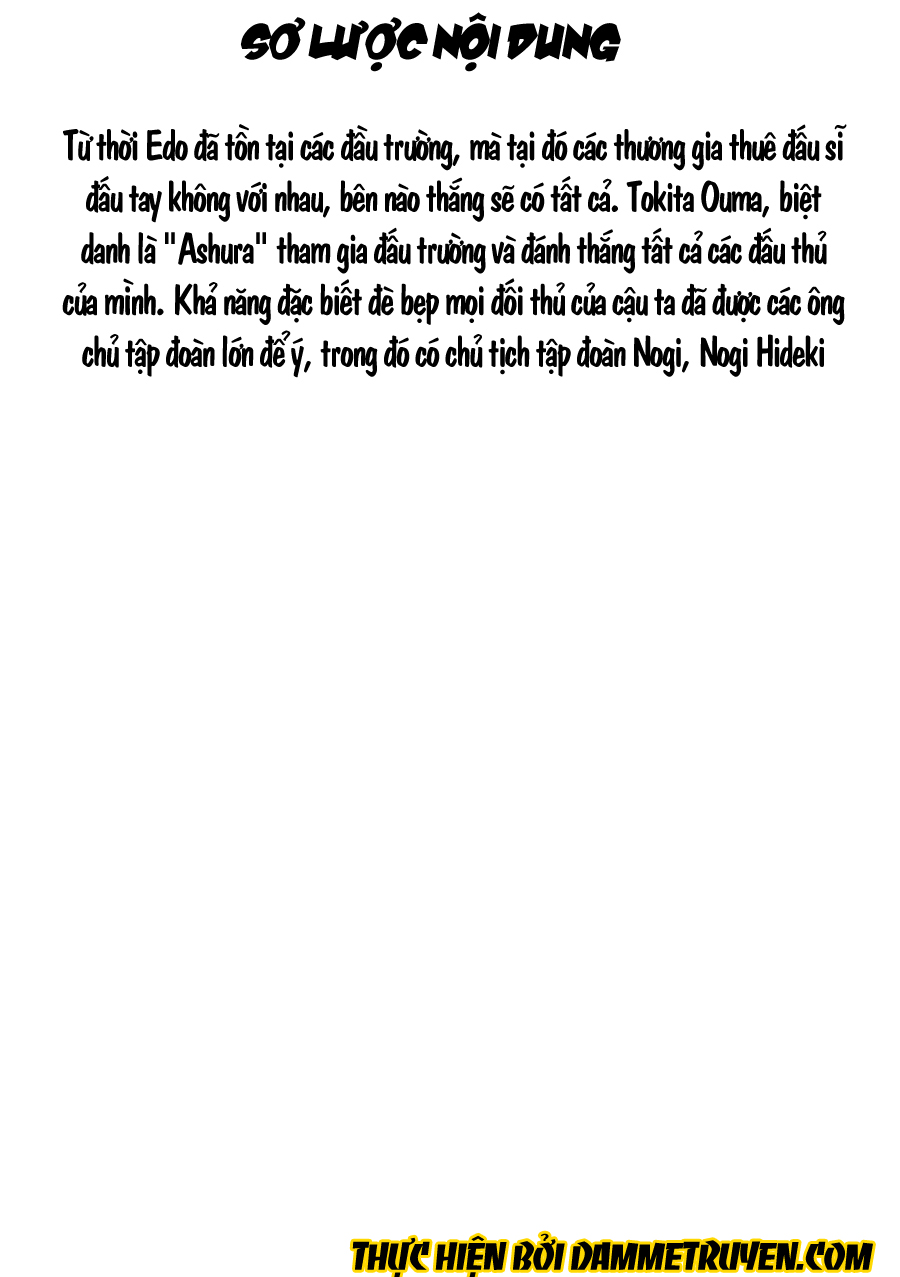 SƠ LƯỢC NỘI DUNG
Từ thời Edo đã tồn tại các đầu trường, mà tại đó các thương gia thuê đấu sĩ
đấu tay không với nhau, bên nào thắng sẽ có tất cả. Tokita Ouma, biệt
danh là "Ashura" tham gia đấu trường và đánh thắng tất cả các đấu thủ
của mình. Khả năng đặc biết đè bẹp mọi đối thủ của cậu ta đã được các ông
chủ tập đoàn lớn để ý, trong đó có chủ tịch tập đoàn Nogi, Nogi Hideki
THỰC HIỆN BỞI DAMMETRUYEN.COM